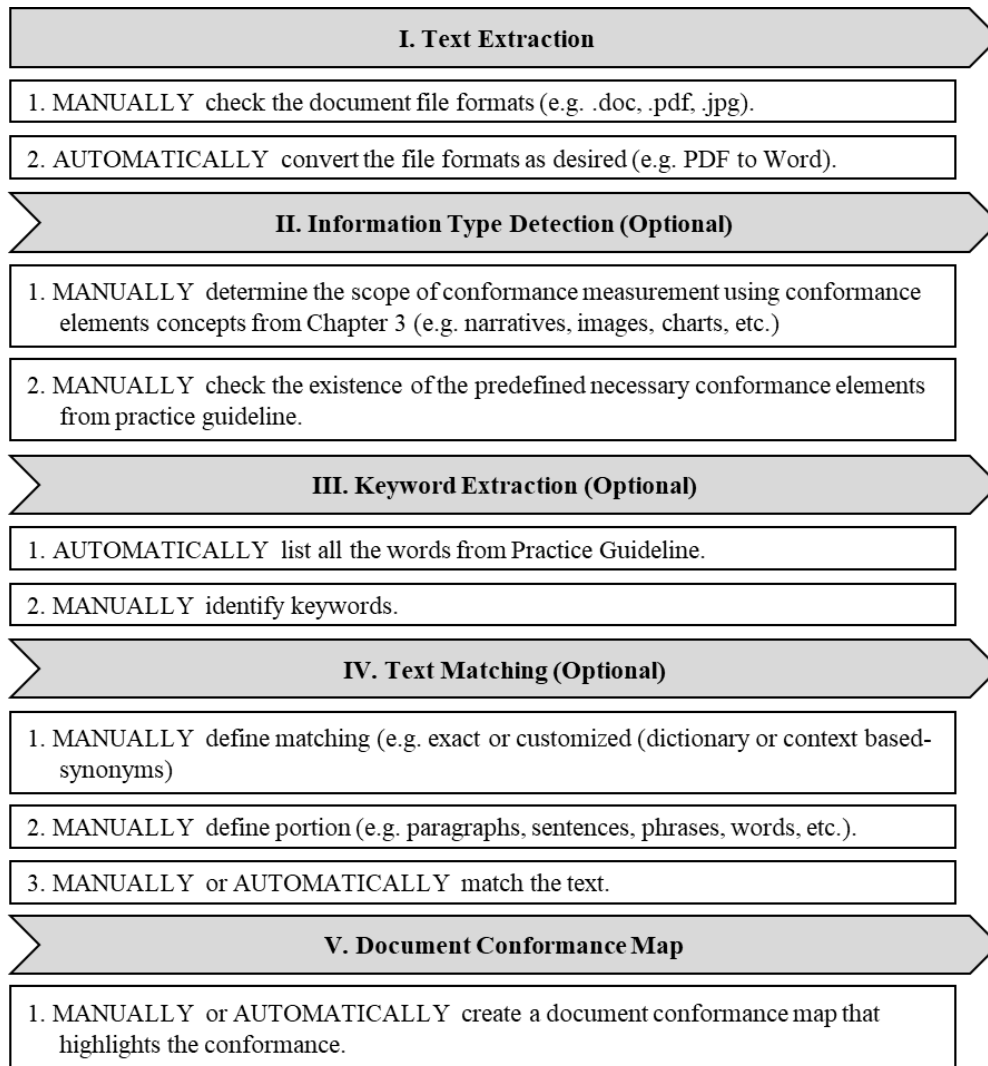 I. Text Extraction
1. MANUALLY check the document file formats (e.g. .doc, .pdf, .jpg).
2. AUTOMATICALLY convert the file formats as desired (e.g. PDF to Word).
II. Information Type Detection (Optional)
1. MANUALLY determine the scope of conformance measurement using conformance
elements concepts from Chapter 3 (e.g. narratives, images, charts, etc.)
2. MANUALLY check the existence of the predefined necessary conformance elements
from practice guideline.
III. Keyword Extraction (Optional)
1. AUTOMATICALLY list all the words from Practice Guideline.
2. MANUALLY identify keywords.
IV. Text Matching (Optional)
1. MANUALLY define matching (e.g. exact or customized (dictionary or context based-
synonyms)
2. MANUALLY define portion (e.g. paragraphs, sentences, phrases, words, etc.).
3. MANUALLY or AUTOMATICALLY match the text.
V. Document Conformance Map
1. MANUALLY or AUTOMATICALLY create a document conformance map that
highlights the conformance.